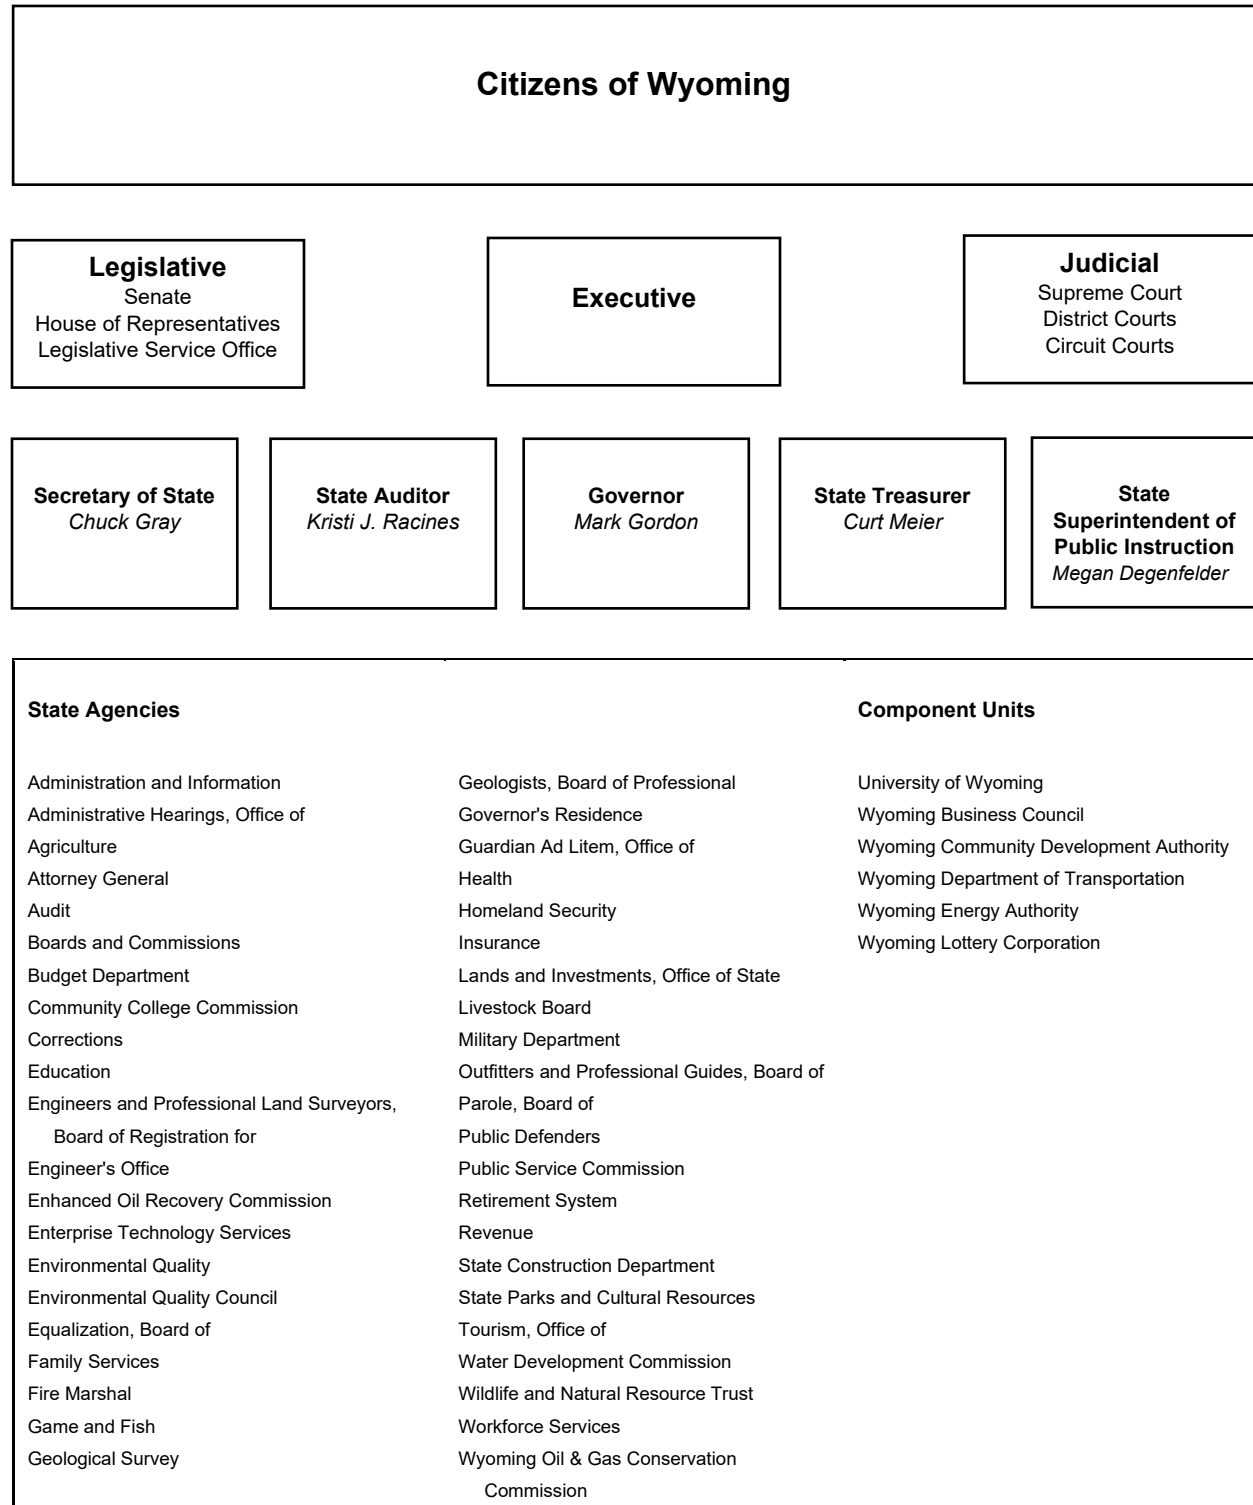 Citizens of Wyoming
Legislative
Senate
House of Representatives
Legislative Service Office
Executive
Judicial
Supreme Court
District Courts
Circuit Courts
Secretary of State
Chuck Gray
State Auditor
Kristi J. Racines
Governor
Mark Gordon
State Treasurer
Curt Meier
State
Superintendent of
Public Instruction
Megan Degenfelder
State Agencies
Administration and Information
Administrative Hearings, Office of
Agriculture
Attorney General
Audit
Boards and Commissions
Budget Department
Community College Commission
Corrections
Education
Engineers and Professional Land Surveyors,
Board of Registration for
Engineer's Office
Enhanced Oil Recovery Commission
Enterprise Technology Services
Environmental Quality
Environmental Quality Council
Equalization, Board of
Family Services
Fire Marshal
Game and Fish
Geological Survey
Geologists, Board of Professional
Governor's Residence
Guardian Ad Litem, Office of
Health
Homeland Security
Insurance
Lands and Investments, Office of State
Livestock Board
Military Department
Outfitters and Professional Guides, Board of
Parole, Board of
Public Defenders
Public Service Commission
Retirement System
Revenue
State Construction Department
State Parks and Cultural Resources
Tourism, Office of
Water Development Commission
Wildlife and Natural Resource Trust
Workforce Services
Wyoming Oil & Gas Conservation
Commission
Component Units
University of Wyoming
Wyoming Business Council
Wyoming Community Development Authority
Wyoming Department of Transportation
Wyoming Energy Authority
Wyoming Lottery Corporation